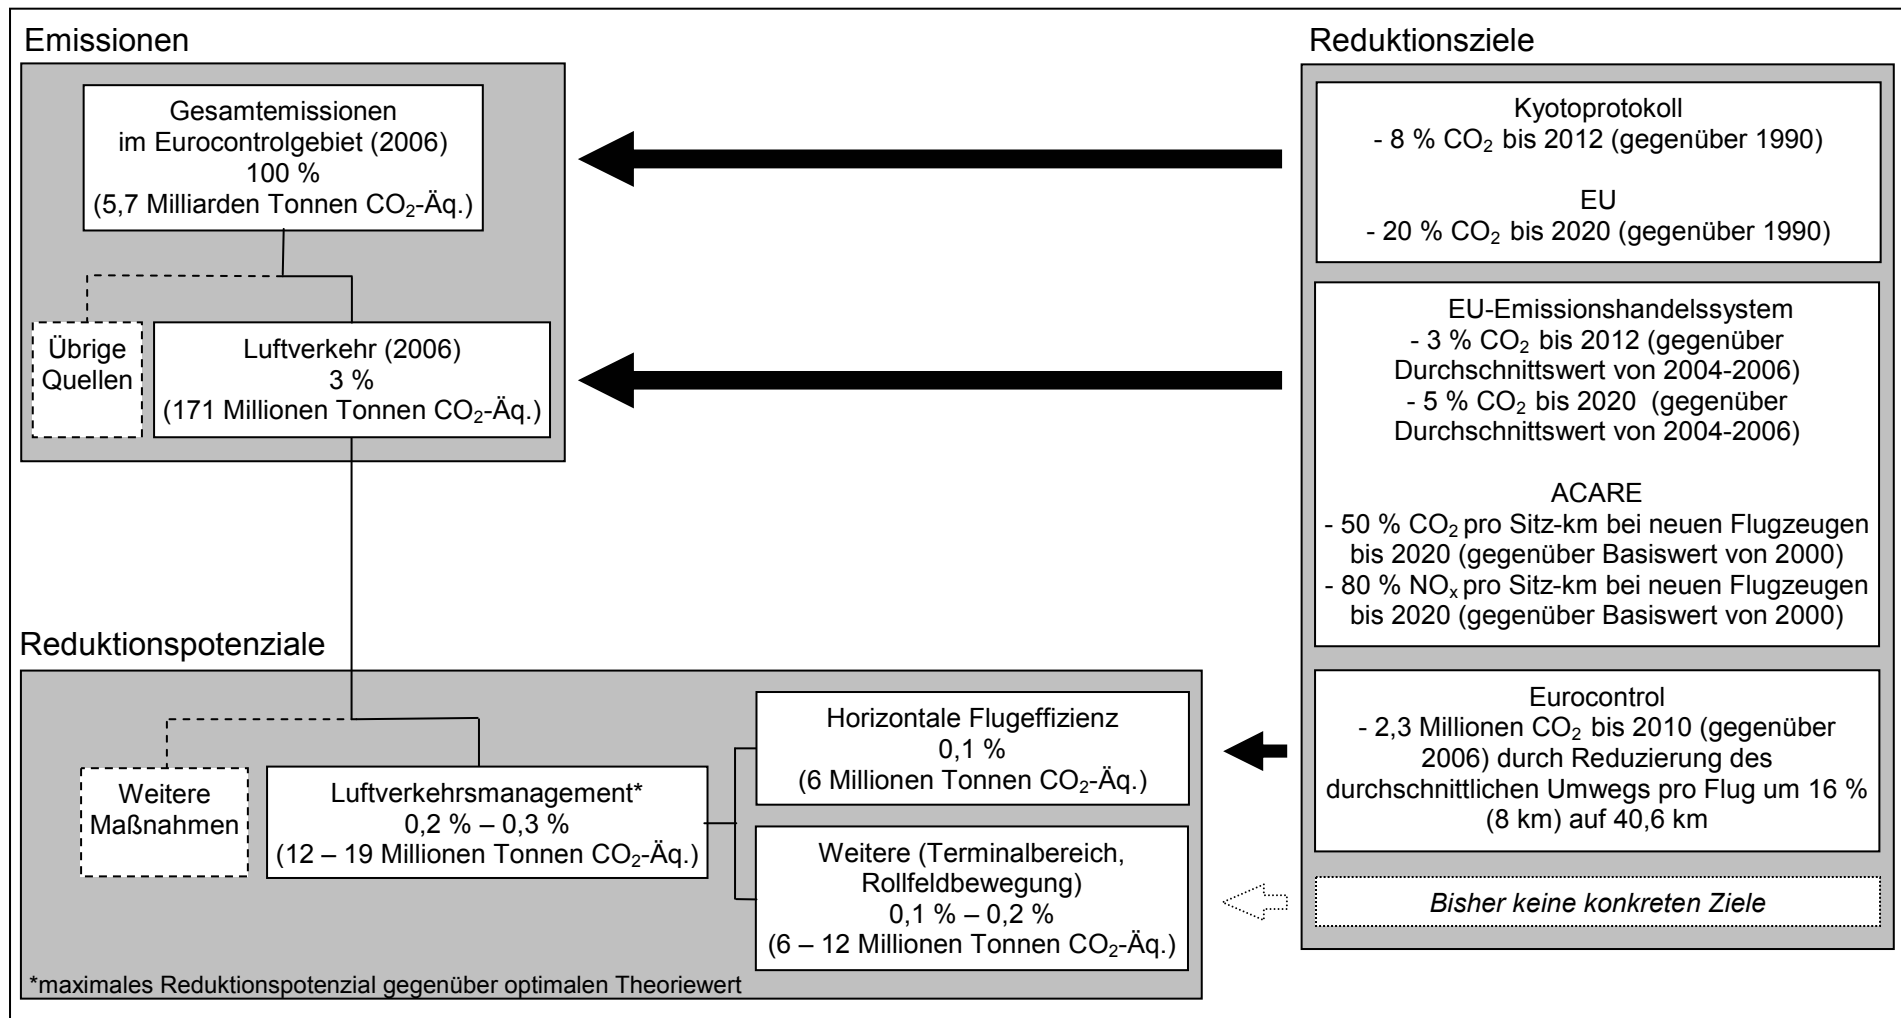 Emissionen
Gesamtemissionen
im Eurocontrolgebiet (2006)
100 %
(5,7 Milliarden Tonnen CO₂-Äq.)
Übrige
Quellen
Luftverkehr (2006)
3 %
(171 Millionen Tonnen CO₂-Äq.)
Reduktionsziele
Kyotoprotokoll
- 8 % CO₂ bis 2012 (gegenüber 1990)
EU
- 20 % CO₂ bis 2020 (gegenüber 1990)
EU-Emissionshandelssystem
- 3 % CO₂ bis 2012 (gegenüber
Durchschnittswert von 2004-2006)
- 5 % CO₂ bis 2020 (gegenüber
Durchschnittswert von 2004-2006)
ACARE
- 50 % CO₂ pro Sitz-km bei neuen Flugzeugen
bis 2020 (gegenüber Basiswert von 2000)
- 80 % NOₓ pro Sitz-km bei neuen Flugzeugen
bis 2020 (gegenüber Basiswert von 2000)
Eurocontrol
- 2,3 Millionen CO₂ bis 2010 (gegenüber
2006) durch Reduzierung des
durchschnittlichen Umwegs pro Flug um 16 %
(8 km) auf 40,6 km
Bisher keine konkreten Ziele
Reduktionspotenziale
Weitere
Maßnahmen
Luftverkehrsmanagement*
0,2 % – 0,3 %
(12 – 19 Millionen Tonnen CO₂-Äq.)
Horizontale Flugeffizienz
0,1 %
(6 Millionen Tonnen CO₂-Äq.)
Weitere (Terminalbereich,
Rollfeldbewegung)
0,1 % – 0,2 %
(6 – 12 Millionen Tonnen CO₂-Äq.)
*maximales Reduktionspotenzial gegenüber optimalen Theoriewert